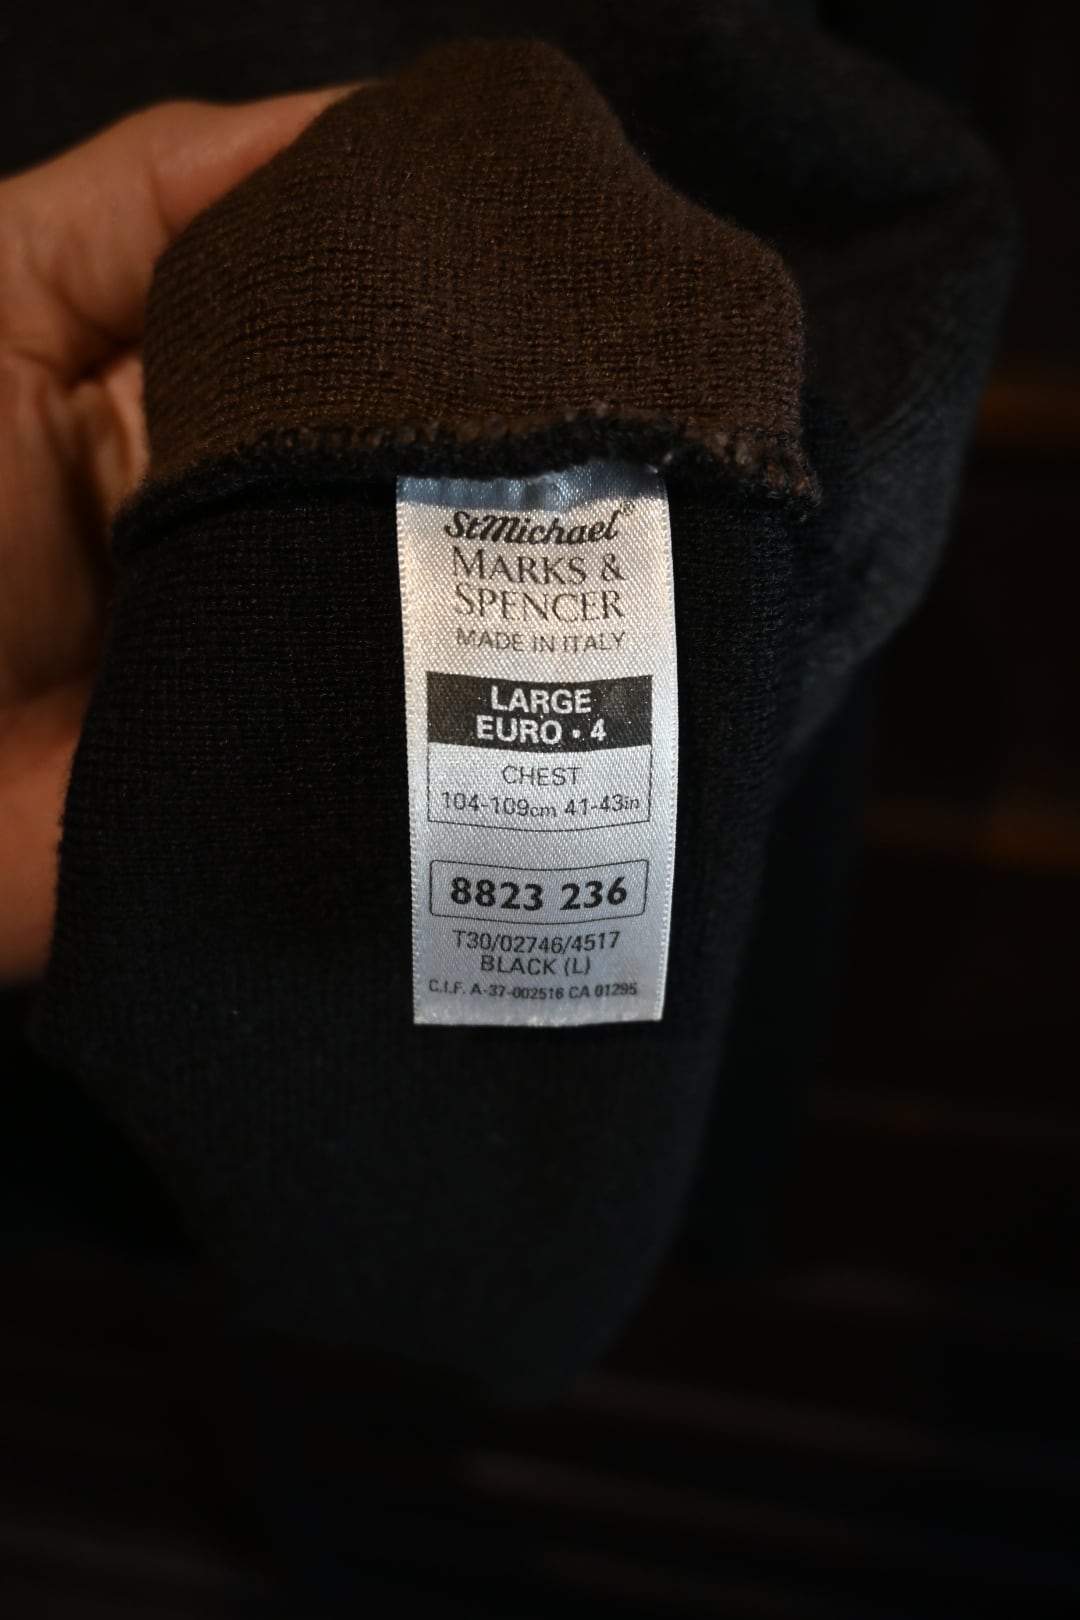 StMichael®
MARKS &
SPENCER
MADE IN ITALY
LARGE
EURO • 4
CHEST
104-109cm 41-43in
8823 236
T30/02746/4517
BLACK (L)
C.I.F. A-37-002516 CA 01295